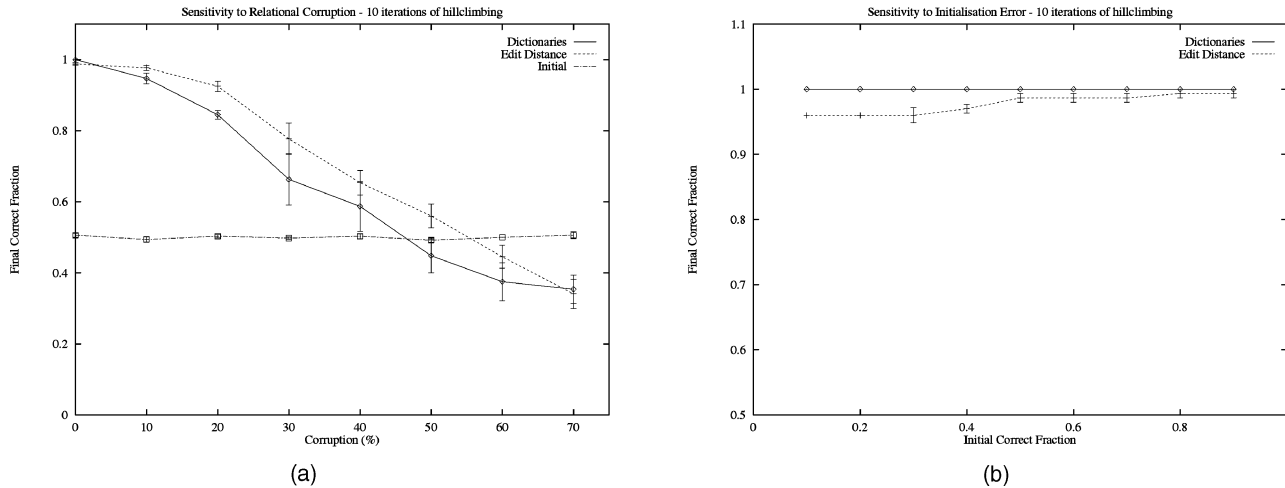 Sensitivity to Relational Corruption - 10 iterations of hillclimbing
Dictionaries
Edit Distance
Initial
1
0.8
0.6
0.4
0.2
0
Final Correct Fraction
0 10 20 30 40 50 60 70
Corruption (%)
(a)
Sensitivity to Initialisation Error - 10 iterations of hillclimbing
Dictionaries
Edit Distance
1.1
1
0.9
0.8
0.7
0.6
0.5
Final Correct Fraction
0 0.2 0.4 0.6 0.8
Initial Correct Fraction
(b)